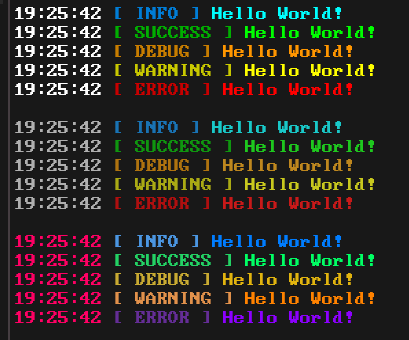 19:25:42 [ INFO ] Hello World!
19:25:42 [ SUCCESS ] Hello World!
19:25:42 [ DEBUG ] Hello World!
19:25:42 [ WARNING ] Hello World!
19:25:42 [ ERROR ] Hello World!
19:25:42 [ INFO ] Hello World!
19:25:42 [ SUCCESS ] Hello World!
19:25:42 [ DEBUG ] Hello World!
19:25:42 [ WARNING ] Hello World!
19:25:42 [ ERROR ] Hello World!
19:25:42 [ INFO ] Hello World!
19:25:42 [ SUCCESS ] Hello World!
19:25:42 [ DEBUG ] Hello World!
19:25:42 [ WARNING ] Hello World!
19:25:42 [ ERROR ] Hello World!